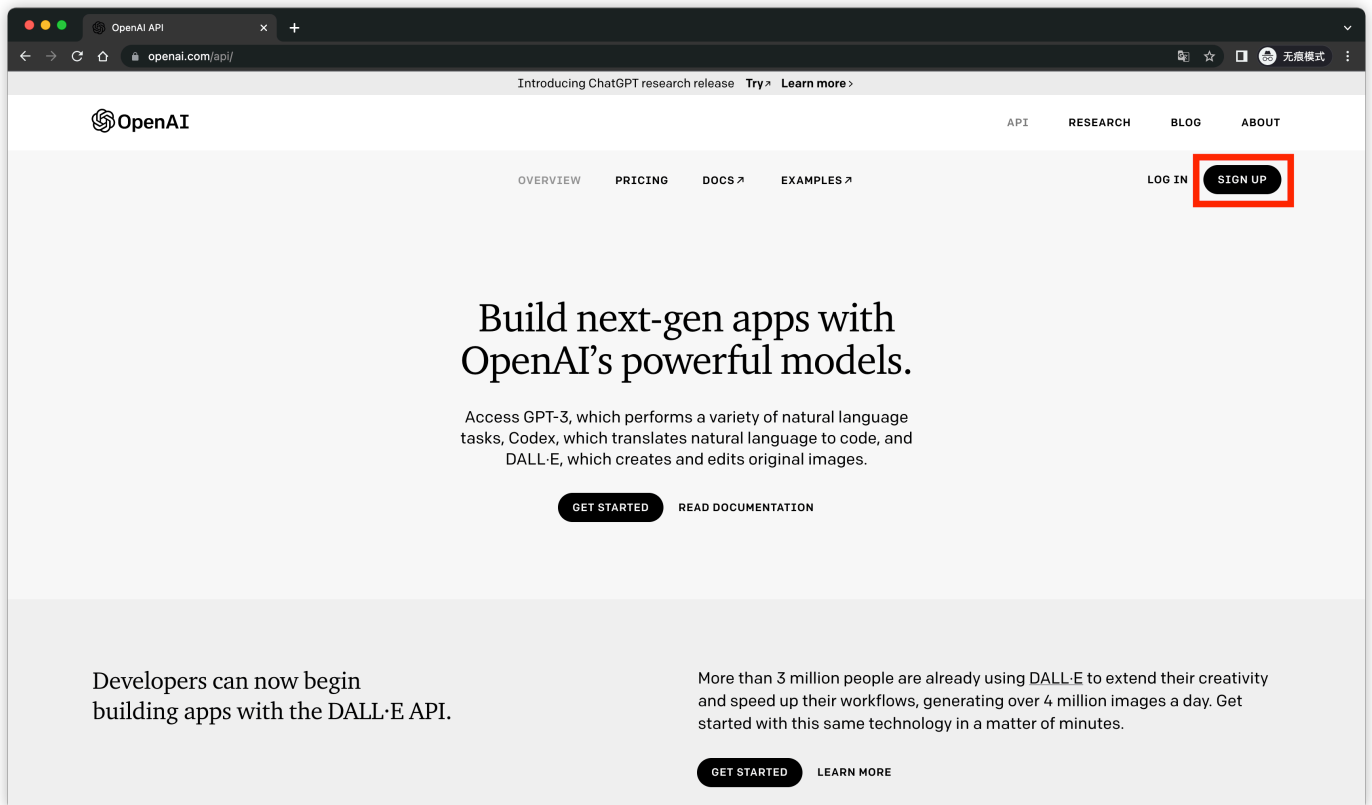 OpenAI API
openai.com/api/
无痕模式
Introducing ChatGPT research release Try↗ Learn more›
OpenAI
API RESEARCH BLOG ABOUT
OVERVIEW PRICING DOCS↗ EXAMPLES↗ LOG IN SIGN UP
Build next-gen apps with
OpenAI’s powerful models.
Access GPT-3, which performs a variety of natural language
tasks, Codex, which translates natural language to code, and
DALL·E, which creates and edits original images.
GET STARTED READ DOCUMENTATION
Developers can now begin
building apps with the DALL·E API.
More than 3 million people are already using DALL·E to extend their creativity
and speed up their workflows, generating over 4 million images a day. Get
started with this same technology in a matter of minutes.
GET STARTED LEARN MORE